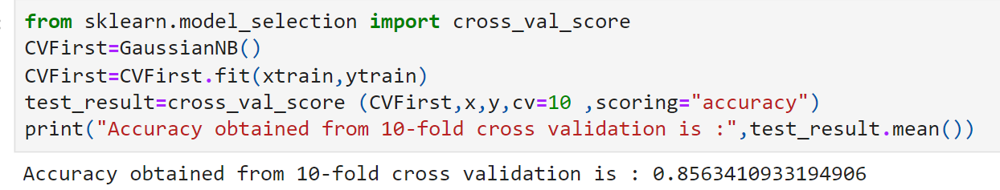 from sklearn.model_selection import cross_val_score
CVFirst=GaussianNB()
CVFirst=CVFirst.fit(xtrain,ytrain)
test_result=cross_val_score (CVFirst,x,y,cv=10 ,scoring="accuracy")
print("Accuracy obtained from 10-fold cross validation is :",test_result.mean())
Accuracy obtained from 10-fold cross validation is : 0.8563410933194906